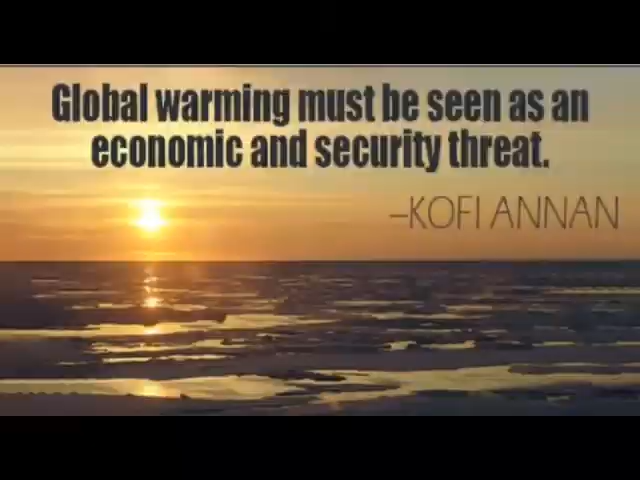 Global warming must be seen as an
economic and security threat.
–KOFI ANNAN